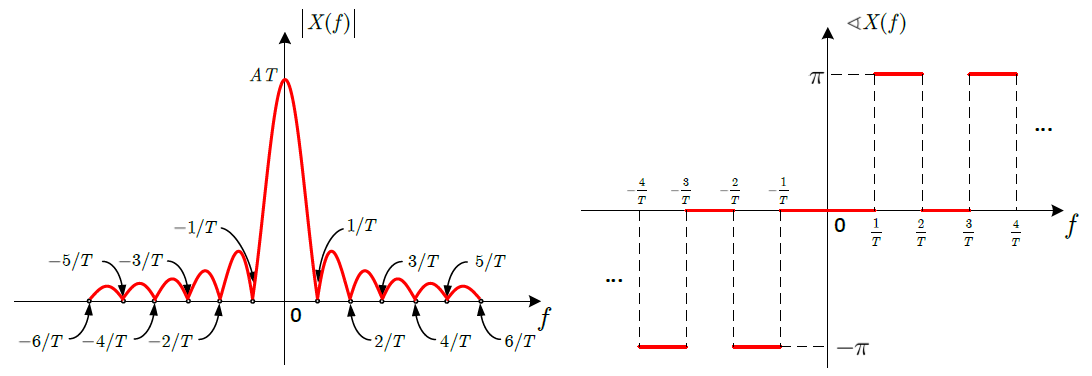 |X(f)|
AT
−1/T
1/T
−5/T
−3/T
3/T
5/T
0
f
−6/T
−4/T
−2/T
2/T
4/T
6/T
∢X(f)
π
...
−4/T
−3/T
−2/T
−1/T
0
1/T
2/T
3/T
4/T
f
...
−π